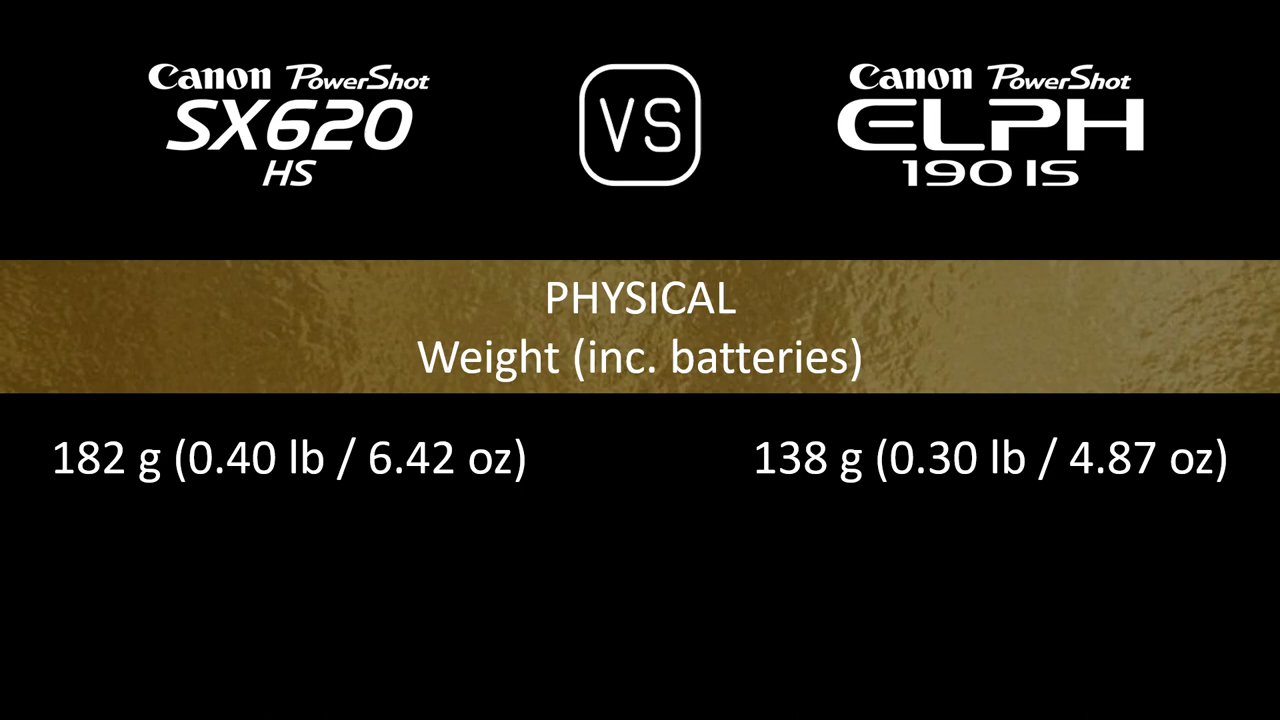 Canon PowerShot
SX620
HS
VS
Canon PowerShot
ELPH
190 IS
PHYSICAL
Weight (inc. batteries)
182 g (0.40 lb / 6.42 oz)
138 g (0.30 lb / 4.87 oz)